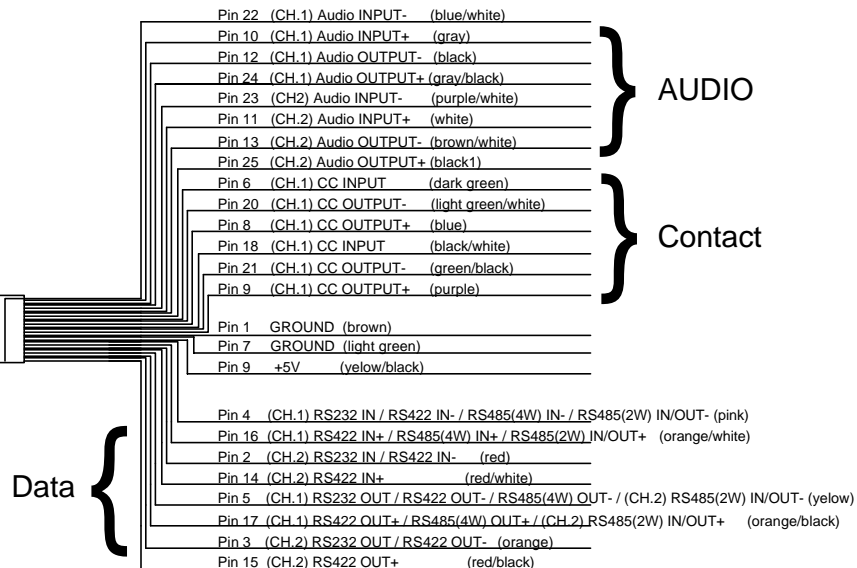 Pin 22 (CH.1) Audio INPUT- (blue/white)
Pin 10 (CH.1) Audio INPUT+ (gray)
Pin 12 (CH.1) Audio OUTPUT- (black)
Pin 24 (CH.1) Audio OUTPUT+ (gray/black)
Pin 23 (CH2) Audio INPUT- (purple/white)
Pin 11 (CH.2) Audio INPUT+ (white)
Pin 13 (CH.2) Audio OUTPUT- (brown/white)
Pin 25 (CH.2) Audio OUTPUT+ (black1)
AUDIO
Pin 6 (CH.1) CC INPUT (dark green)
Pin 20 (CH.1) CC OUTPUT- (light green/white)
Pin 8 (CH.1) CC OUTPUT+ (blue)
Pin 18 (CH.1) CC INPUT (black/white)
Pin 21 (CH.1) CC OUTPUT- (green/black)
Pin 9 (CH.1) CC OUTPUT+ (purple)
Contact
Pin 1 GROUND (brown)
Pin 7 GROUND (light green)
Pin 9 +5V (yelow/black)
Data
Pin 4 (CH.1) RS232 IN / RS422 IN- / RS485(4W) IN- / RS485(2W) IN/OUT- (pink)
Pin 16 (CH.1) RS422 IN+ / RS485(4W) IN+ / RS485(2W) IN/OUT+ (orange/white)
Pin 2 (CH.2) RS232 IN / RS422 IN- (red)
Pin 14 (CH.2) RS422 IN+ (red/white)
Pin 5 (CH.1) RS232 OUT / RS422 OUT- / RS485(4W) OUT- / (CH.2) RS485(2W) IN/OUT- (yelow)
Pin 17 (CH.1) RS422 OUT+ / RS485(4W) OUT+ / (CH.2) RS485(2W) IN/OUT+ (orange/black)
Pin 3 (CH.2) RS232 OUT / RS422 OUT- (orange)
Pin 15 (CH.2) RS422 OUT+ (red/black)